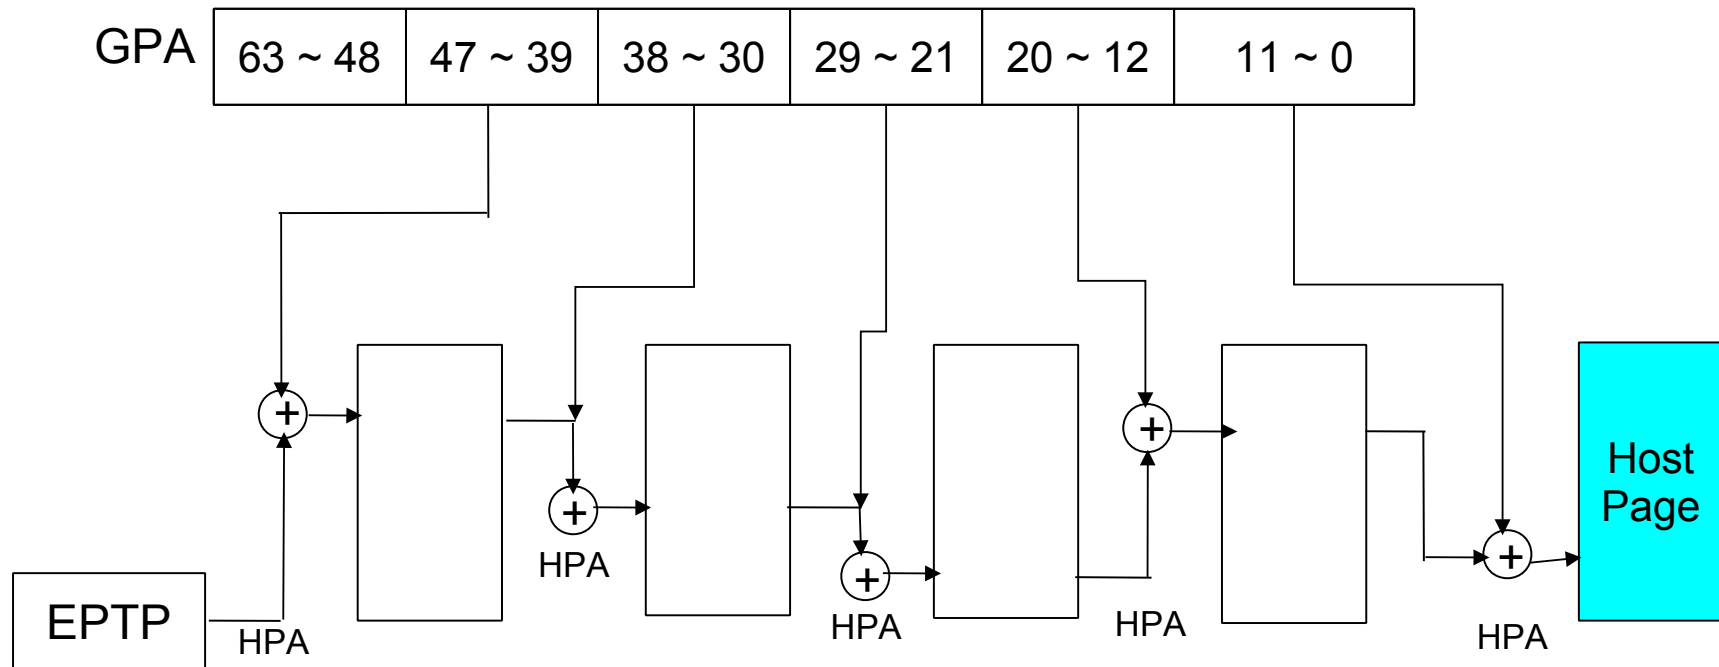 GPA
63 ~ 48
47 ~ 39
38 ~ 30
29 ~ 21
20 ~ 12
11 ~ 0
+
+
+
+
+
Host
Page
HPA
HPA
HPA
HPA
HPA
EPTP